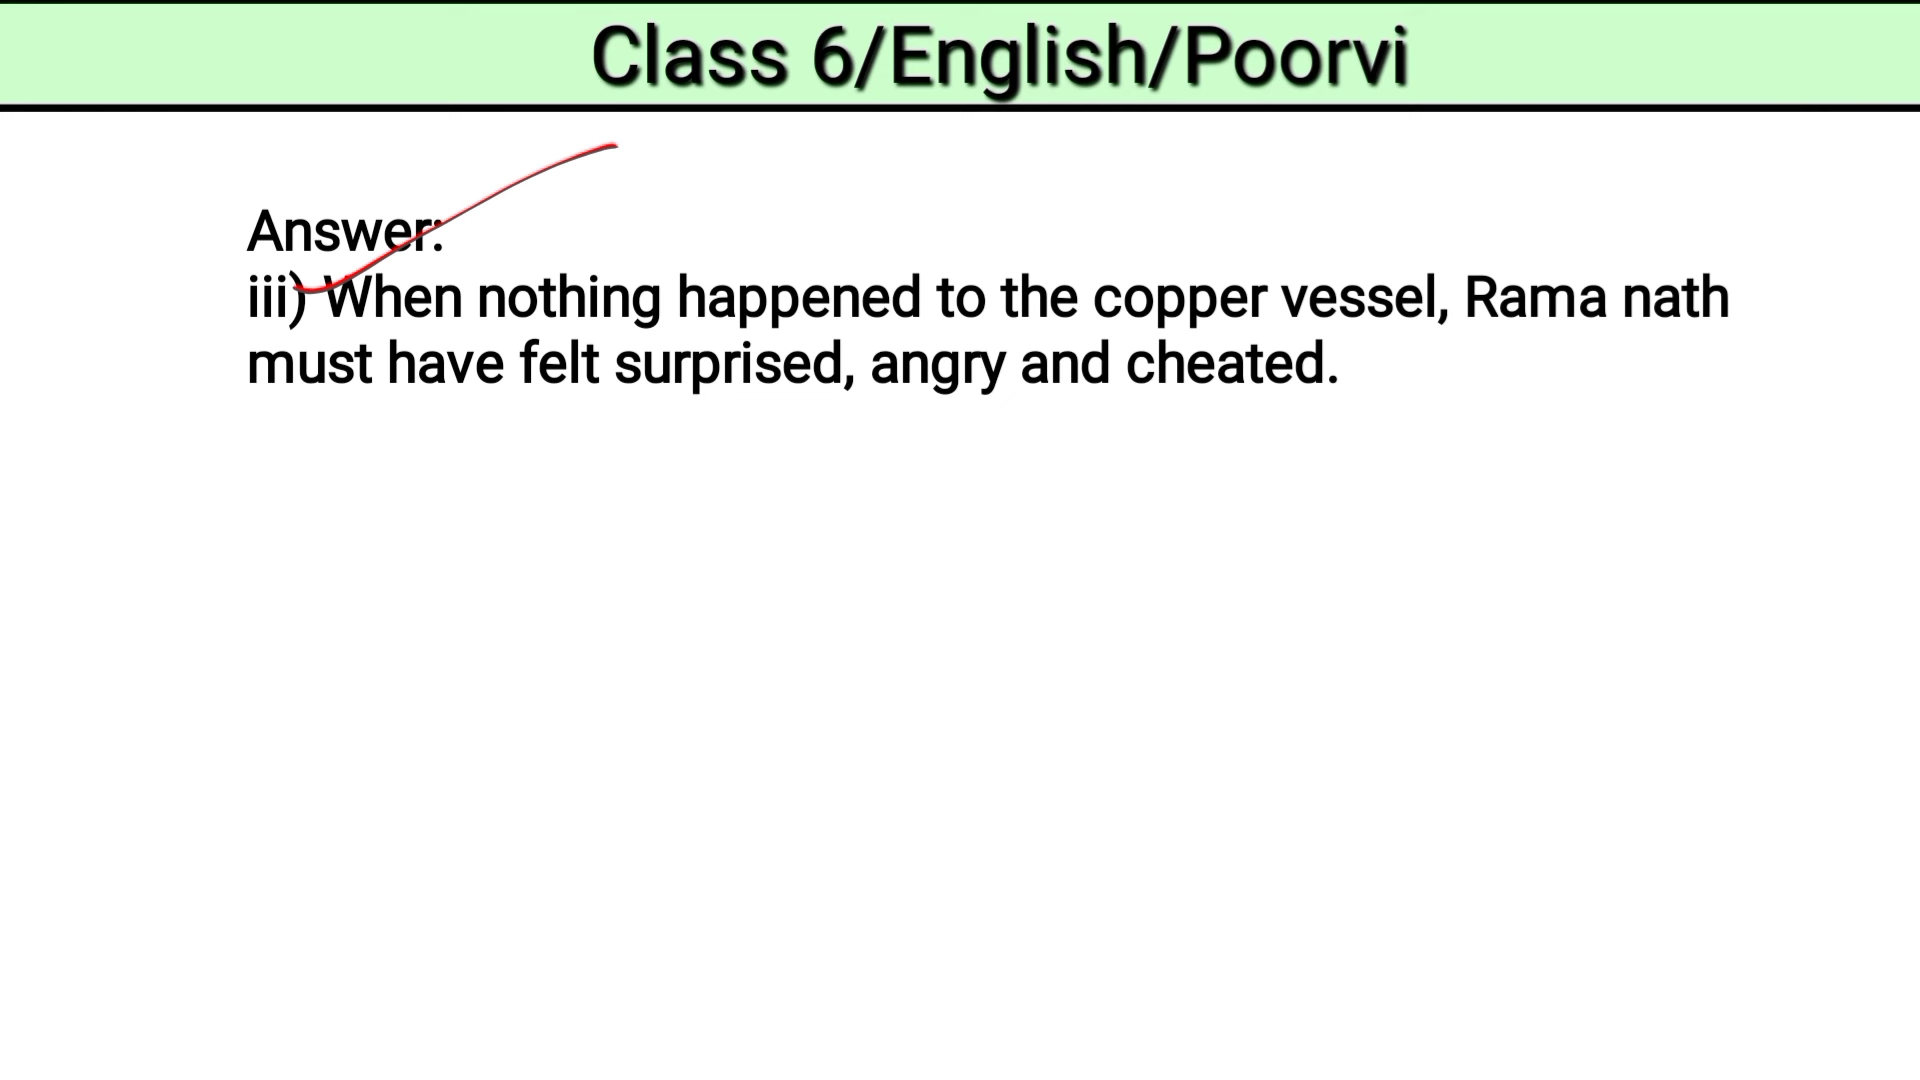 Class 6/English/Poorvi
Answer:
iii) When nothing happened to the copper vessel, Rama nath
must have felt surprised, angry and cheated.